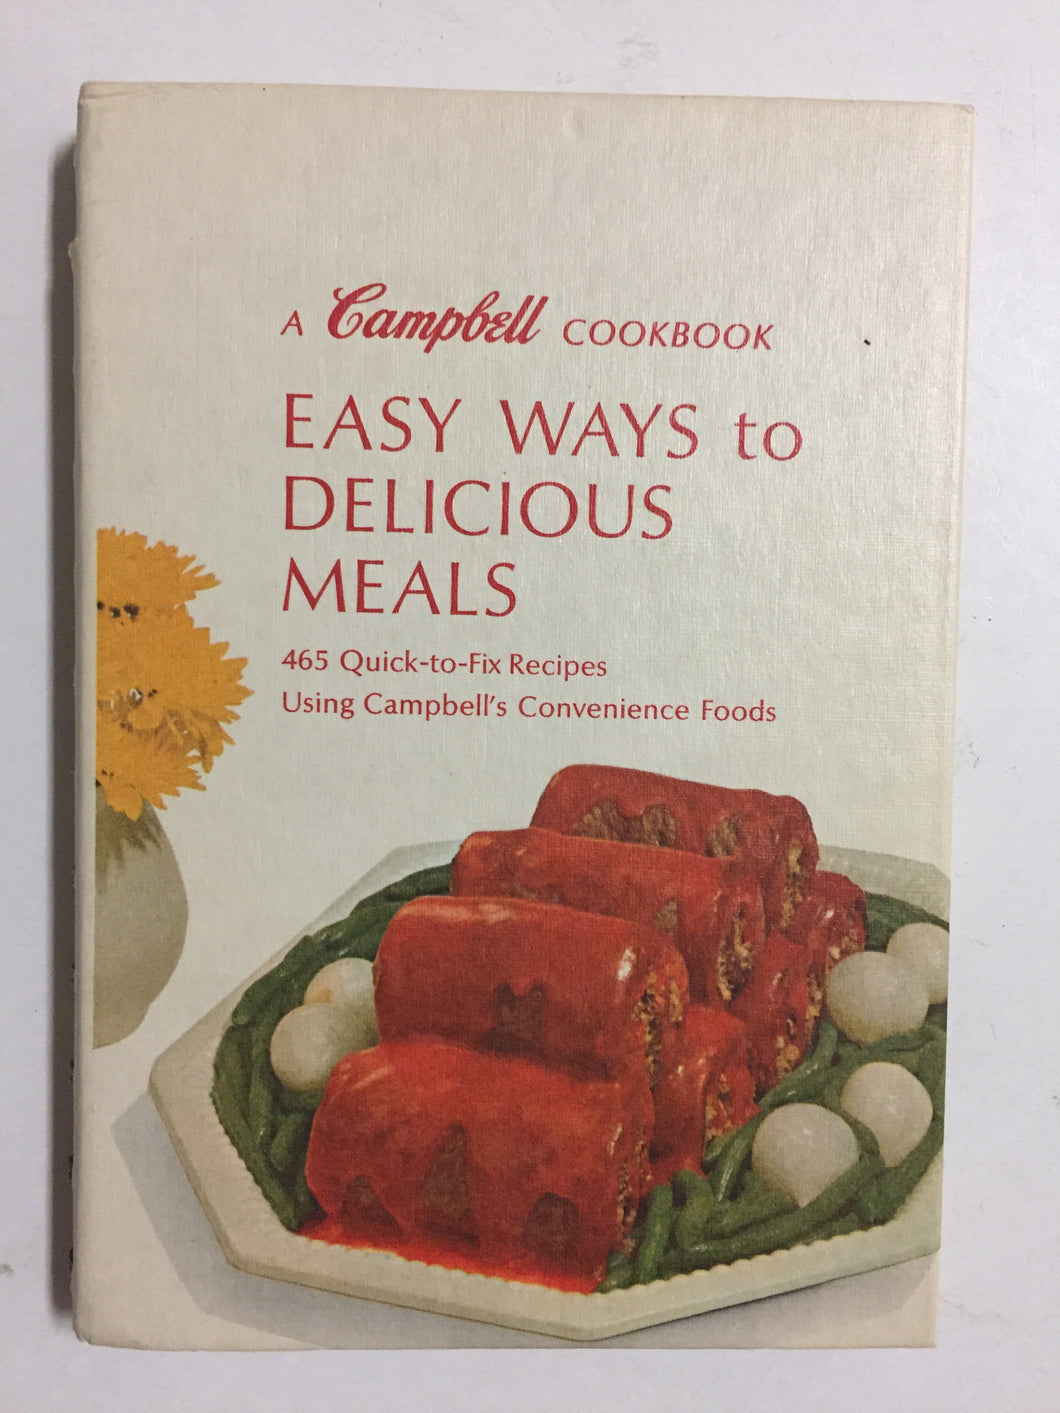 A Campbell COOKBOOK
EASY WAYS to
DELICIOUS
MEALS
465 Quick-to-Fix Recipes
Using Campbell's Convenience Foods